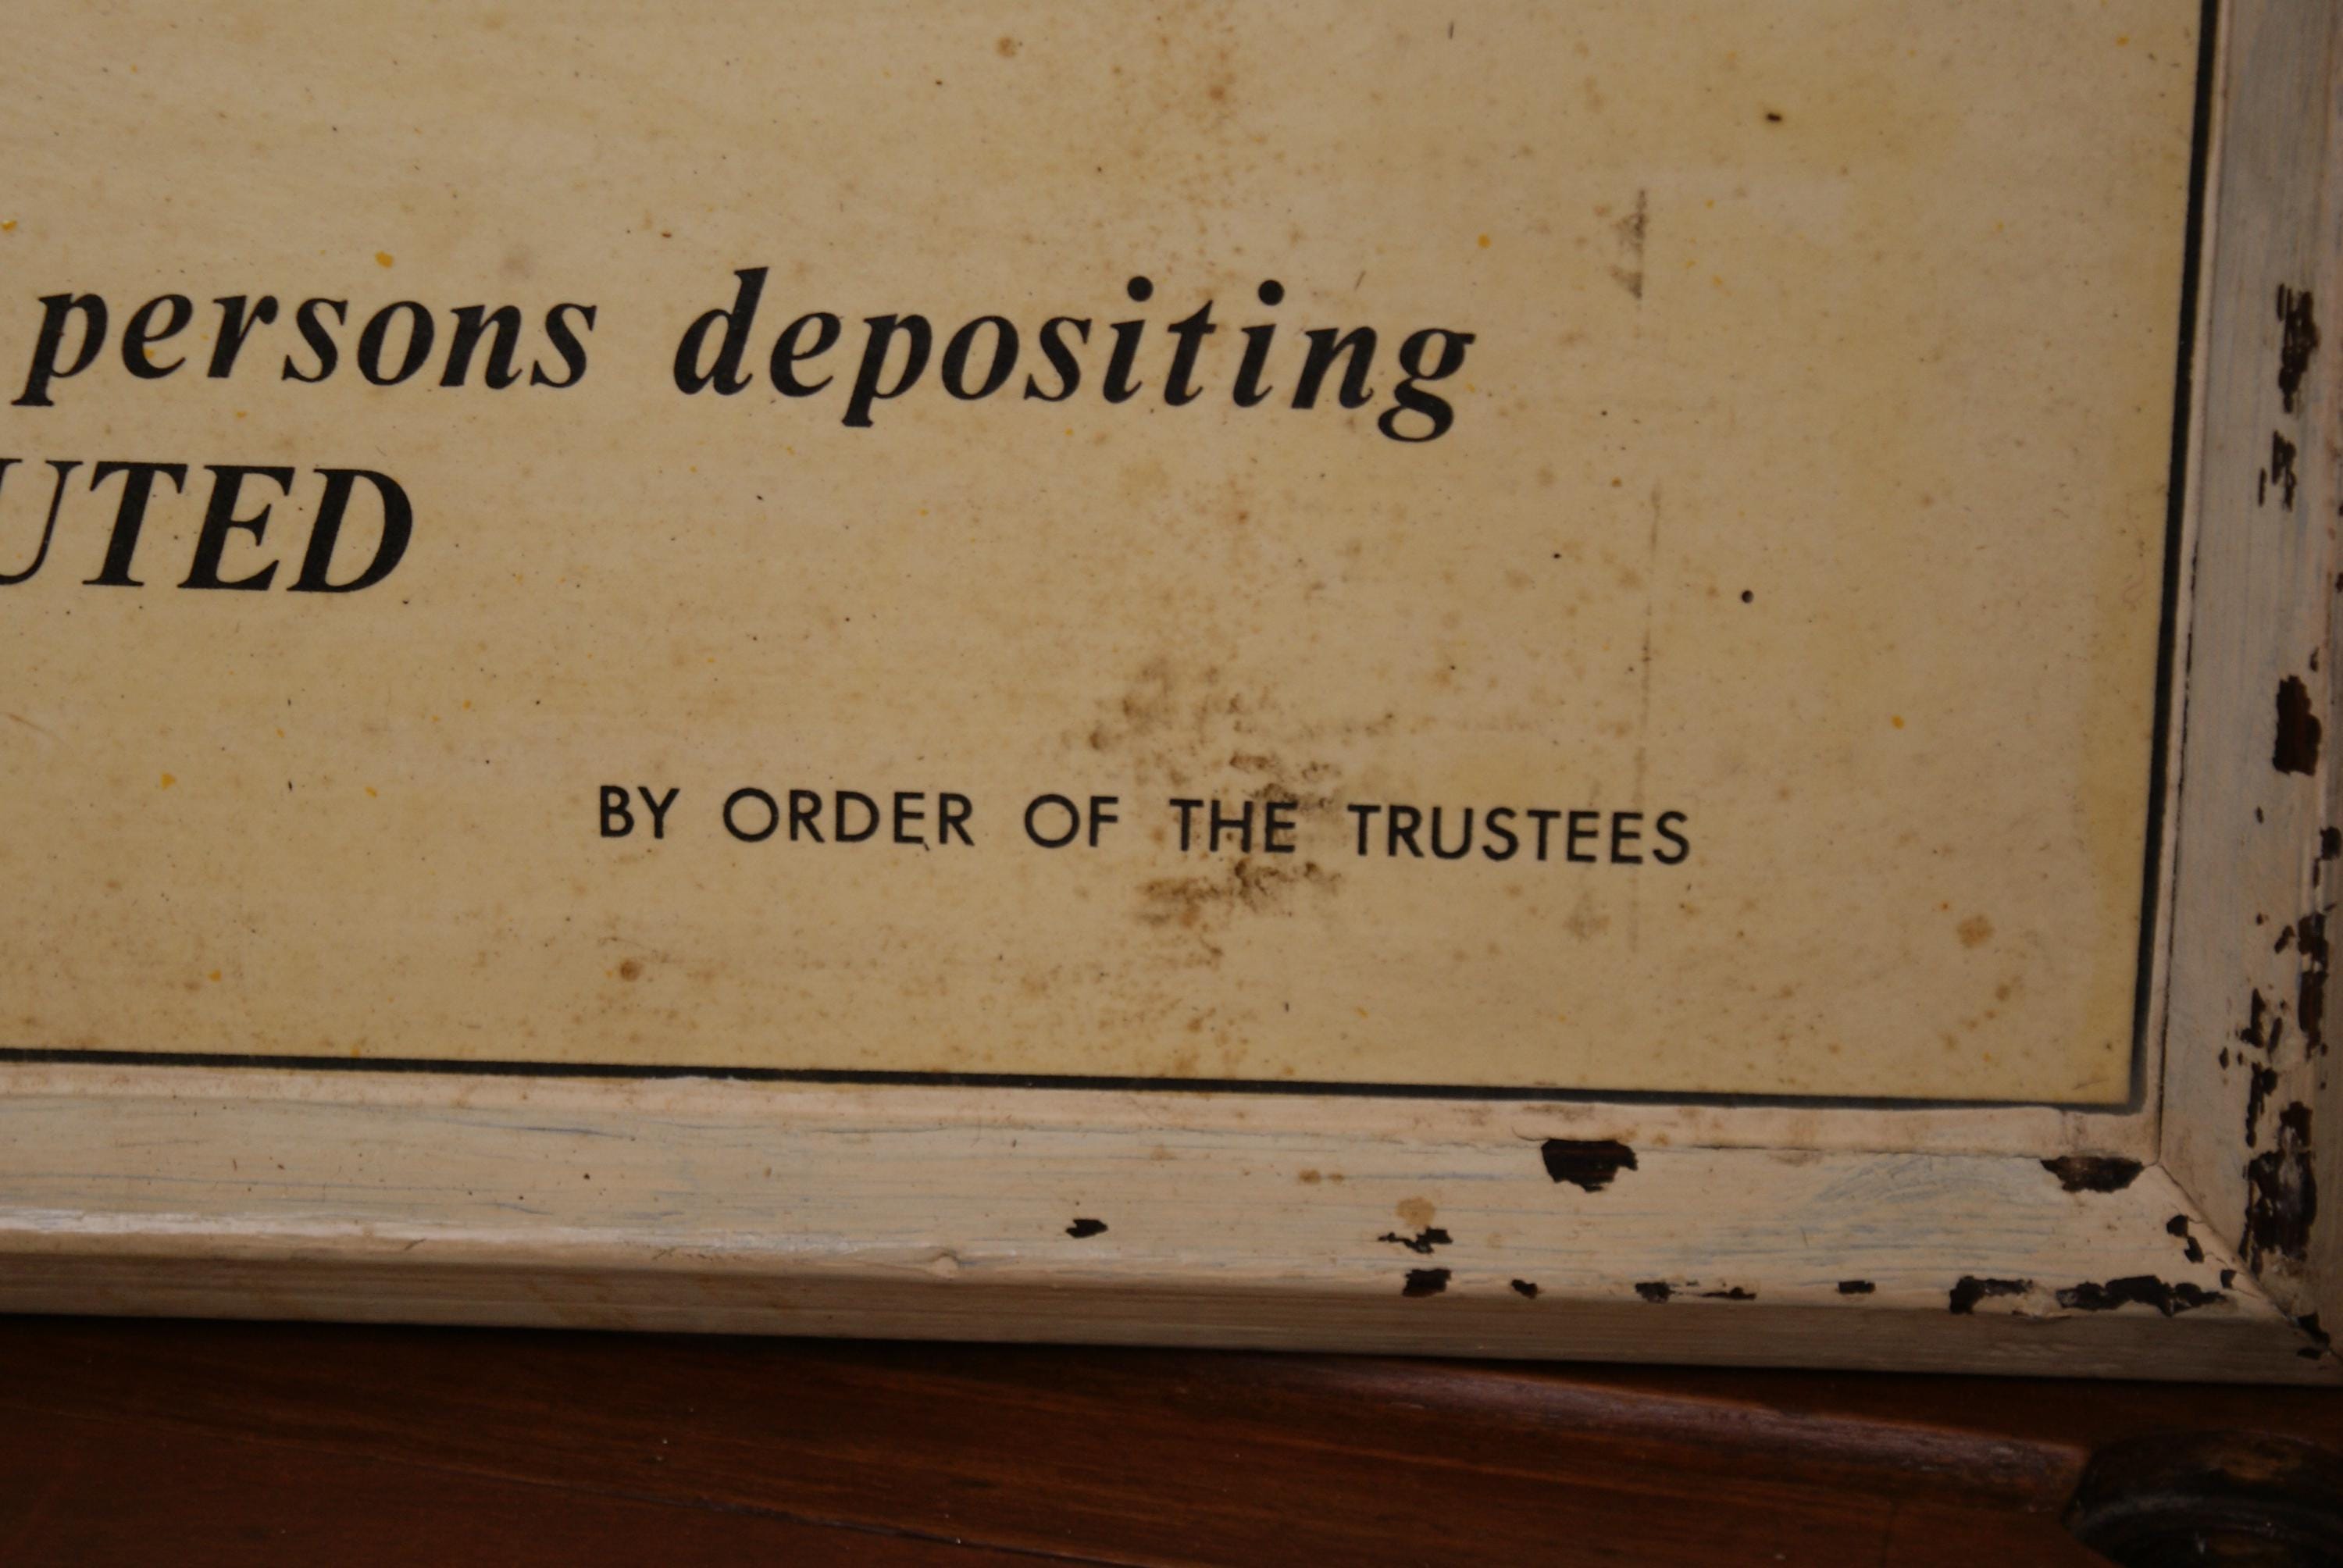 persons depositing
UTED
BY ORDER OF THE TRUSTEES